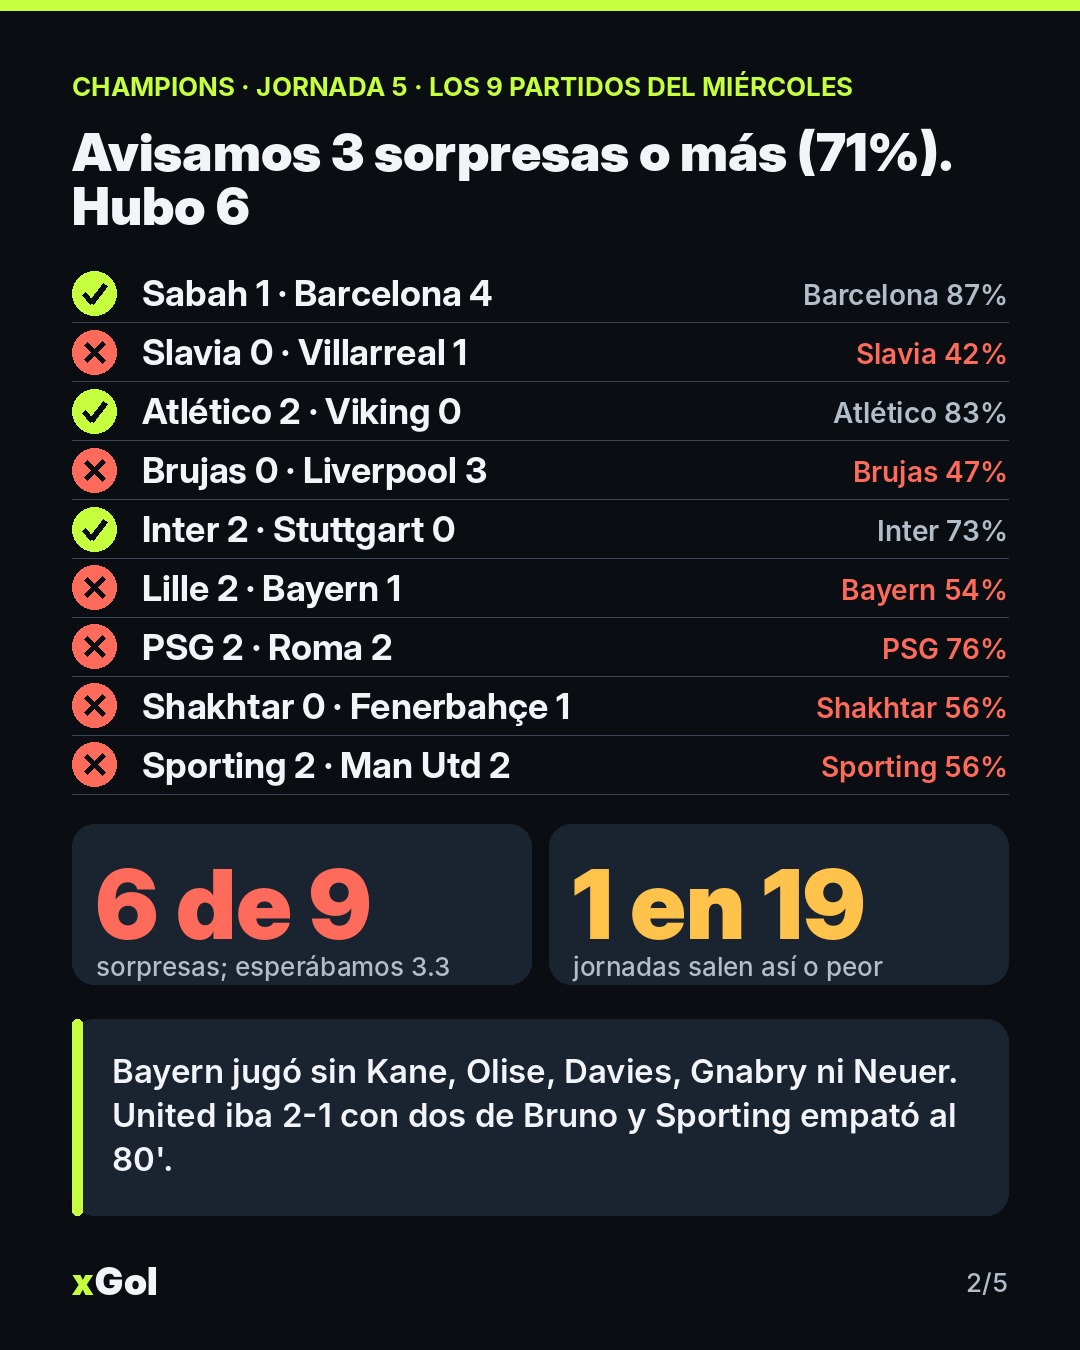 CHAMPIONS · JORNADA 5 · LOS 9 PARTIDOS DEL MIÉRCOLES
Avisamos 3 sorpresas o más (71%).
Hubo 6
Sabah 1 · Barcelona 4 Barcelona 87%
Slavia 0 · Villarreal 1 Slavia 42%
Atlético 2 · Viking 0 Atlético 83%
Brujas 0 · Liverpool 3 Brujas 47%
Inter 2 · Stuttgart 0 Inter 73%
Lille 2 · Bayern 1 Bayern 54%
PSG 2 · Roma 2 PSG 76%
Shakhtar 0 · Fenerbahçe 1 Shakhtar 56%
Sporting 2 · Man Utd 2 Sporting 56%
6 de 9
sorpresas; esperábamos 3.3
1 en 19
jornadas salen así o peor
Bayern jugó sin Kane, Olise, Davies, Gnabry ni Neuer.
United iba 2-1 con dos de Bruno y Sporting empató al
80'.
xGol
2/5